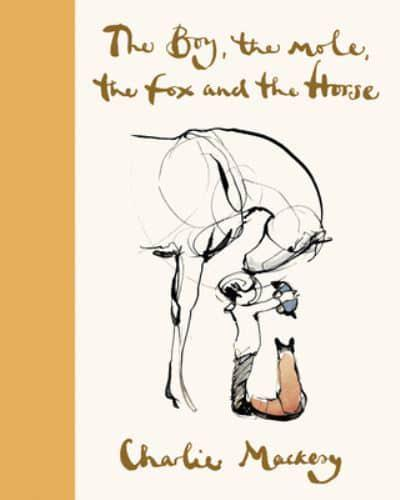 The Boy, the mole,
the fox and the Horse
Charlie Mackesy